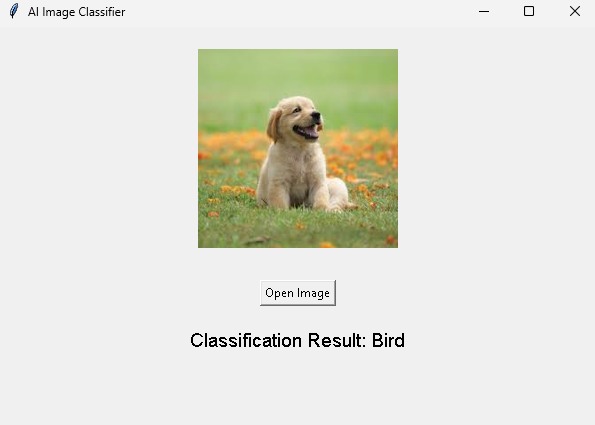 AI Image Classifier
Open Image
Classification Result: Bird